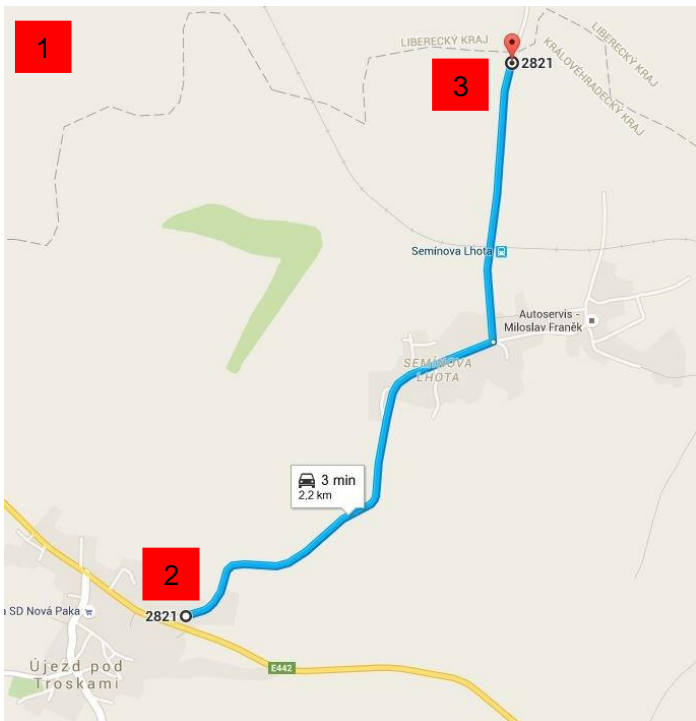 1
LIBERECKÝ KRAJ
LIBERECKÝ KRAJ
KRÁLOVÉHRADECKÝ KRAJ
2821
3
Semínova Lhota
Autoservis -
Miloslav Franěk
SEMÍNOVA
LHOTA
3 min
2,2 km
2
2821
a SD Nová Paka
Újezd pod
Troskami
E442